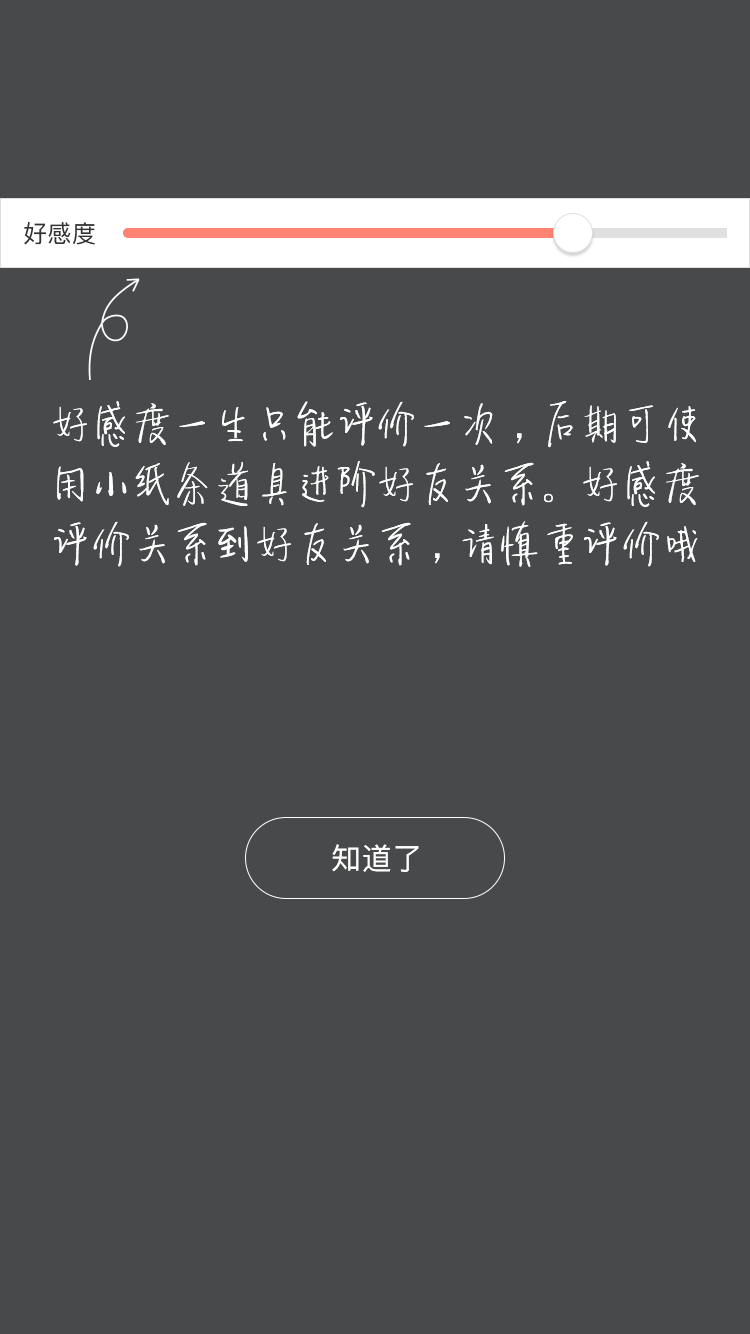 好感度
好感度一生只能评价一次，后期可使
用小纸条道具进阶好友关系。好感度
评价关系到好友关系，请慎重评价哦
知道了